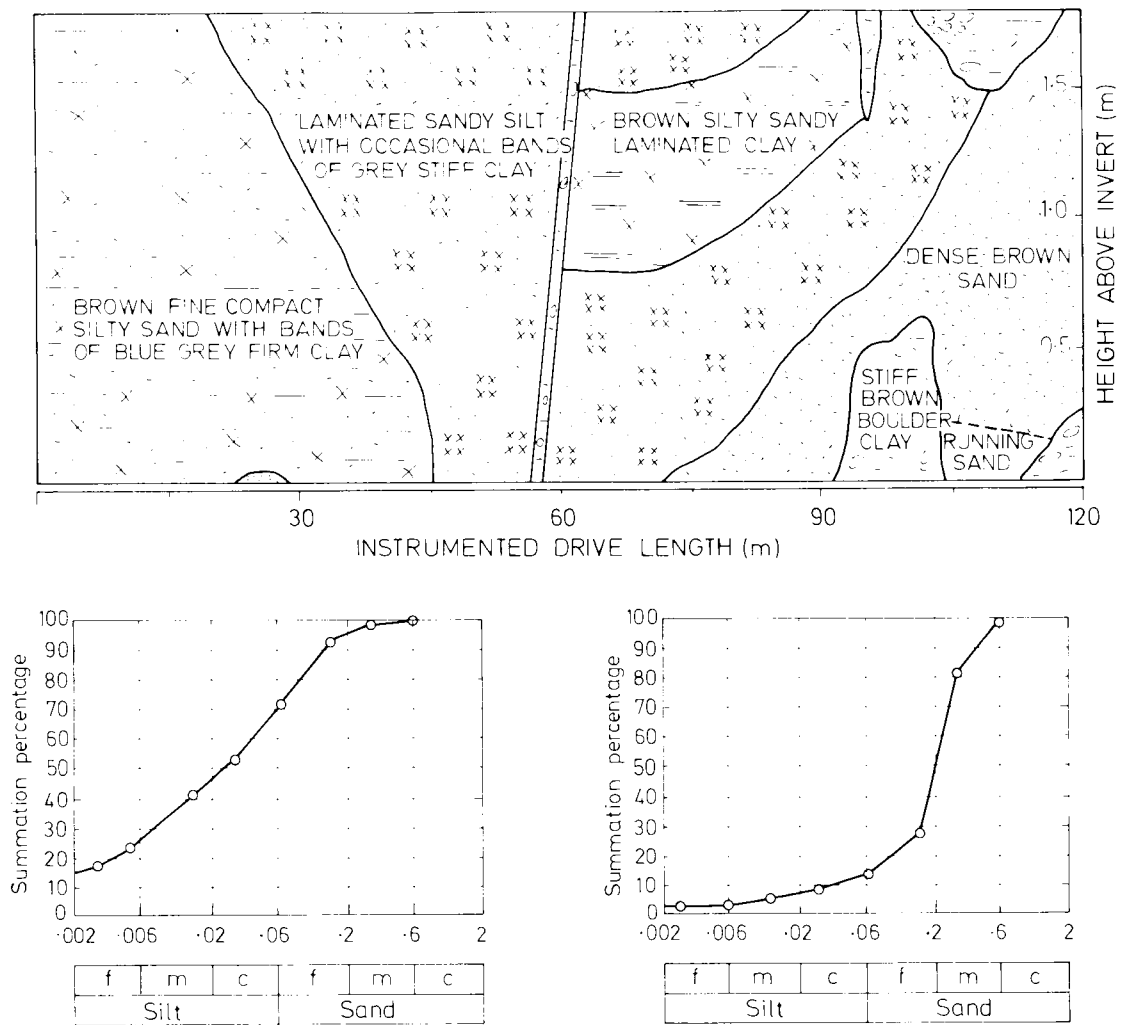 LAMINATED SANDY SILT
WITH OCCASIONAL BANDS
OF GREY STIFF CLAY
BROWN SILTY SANDY
LAMINATED CLAY
BROWN FINE COMPACT
SILTY SAND WITH BANDS
OF BLUE GREY FIRM CLAY
DENSE BROWN
SAND
STIFF
BROWN
BOULDER
CLAY
RUNNING
SAND
1.5
1.0
0.5
HEIGHT ABOVE INVERT (m)
30 60 90 120
INSTRUMENTED DRIVE LENGTH (m)
Summation percentage
100
90
80
70
60
50
40
30
20
10
0
·002 ·006 ·02 ·06 ·2 ·6 2
f m c f m c
Silt Sand
Summation percentage
100
90
80
70
60
50
40
30
20
10
0
·002 ·006 ·02 ·06 ·2 ·6 2
f m c f m c
Silt Sand